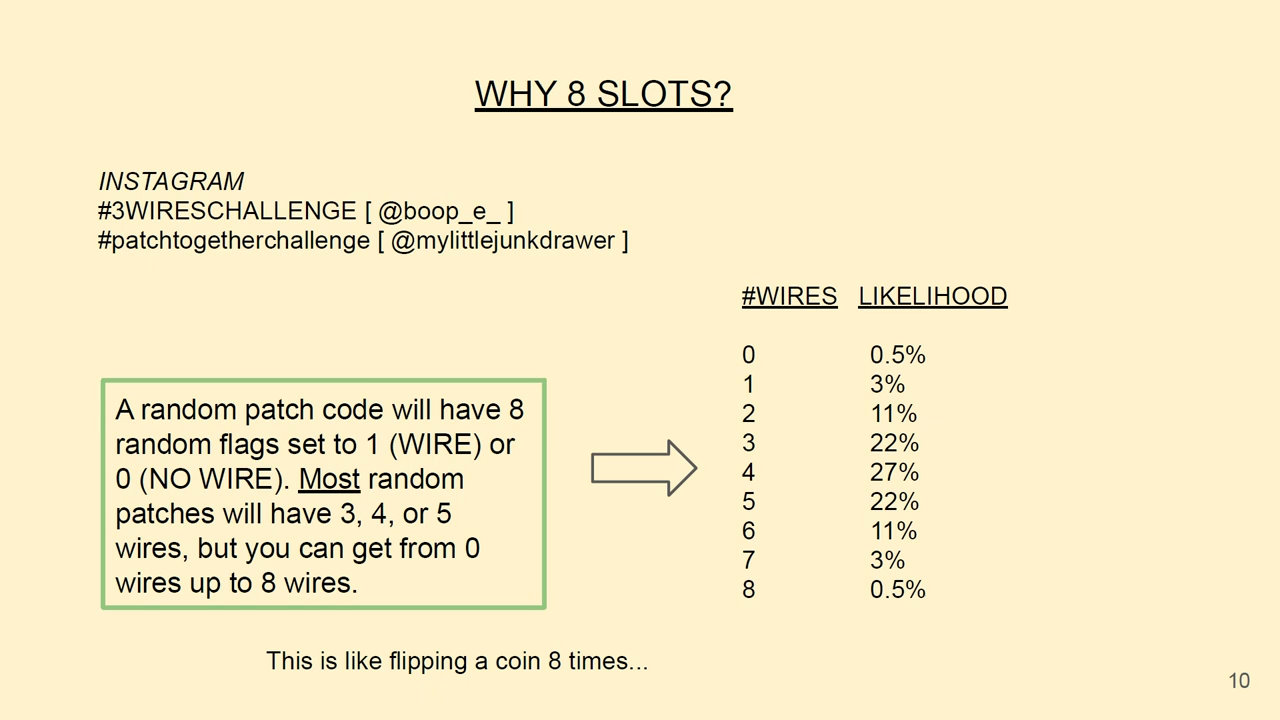 WHY 8 SLOTS?
INSTAGRAM
#3WIRESCHALLENGE [ @boop_e_ ]
#patchtogetherchallenge [ @mylittlejunkdrawer ]
#WIRES LIKELIHOOD
0 0.5%
1 3%
2 11%
3 22%
4 27%
5 22%
6 11%
7 3%
8 0.5%
A random patch code will have 8
random flags set to 1 (WIRE) or
0 (NO WIRE). Most random
patches will have 3, 4, or 5
wires, but you can get from 0
wires up to 8 wires.
This is like flipping a coin 8 times...
10